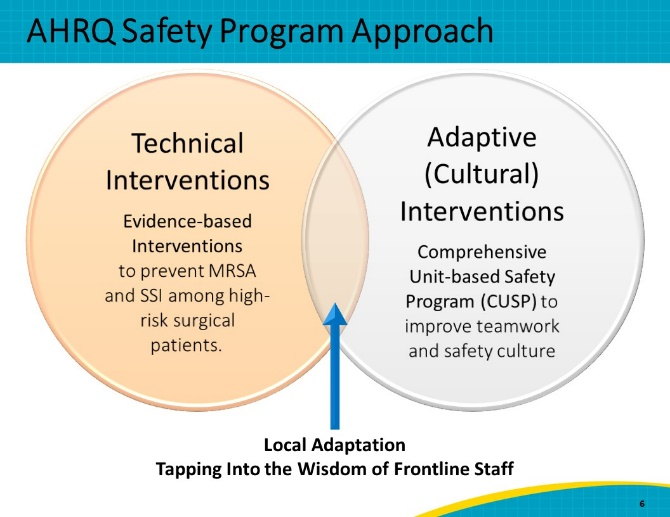 AHRQ Safety Program Approach
Technical
Interventions
Evidence-based
Interventions
to prevent MRSA
and SSI among high-
risk surgical
patients.
Adaptive
(Cultural)
Interventions
Comprehensive
Unit-based Safety
Program (CUSP) to
improve teamwork
and safety culture
Local Adaptation
Tapping Into the Wisdom of Frontline Staff
6